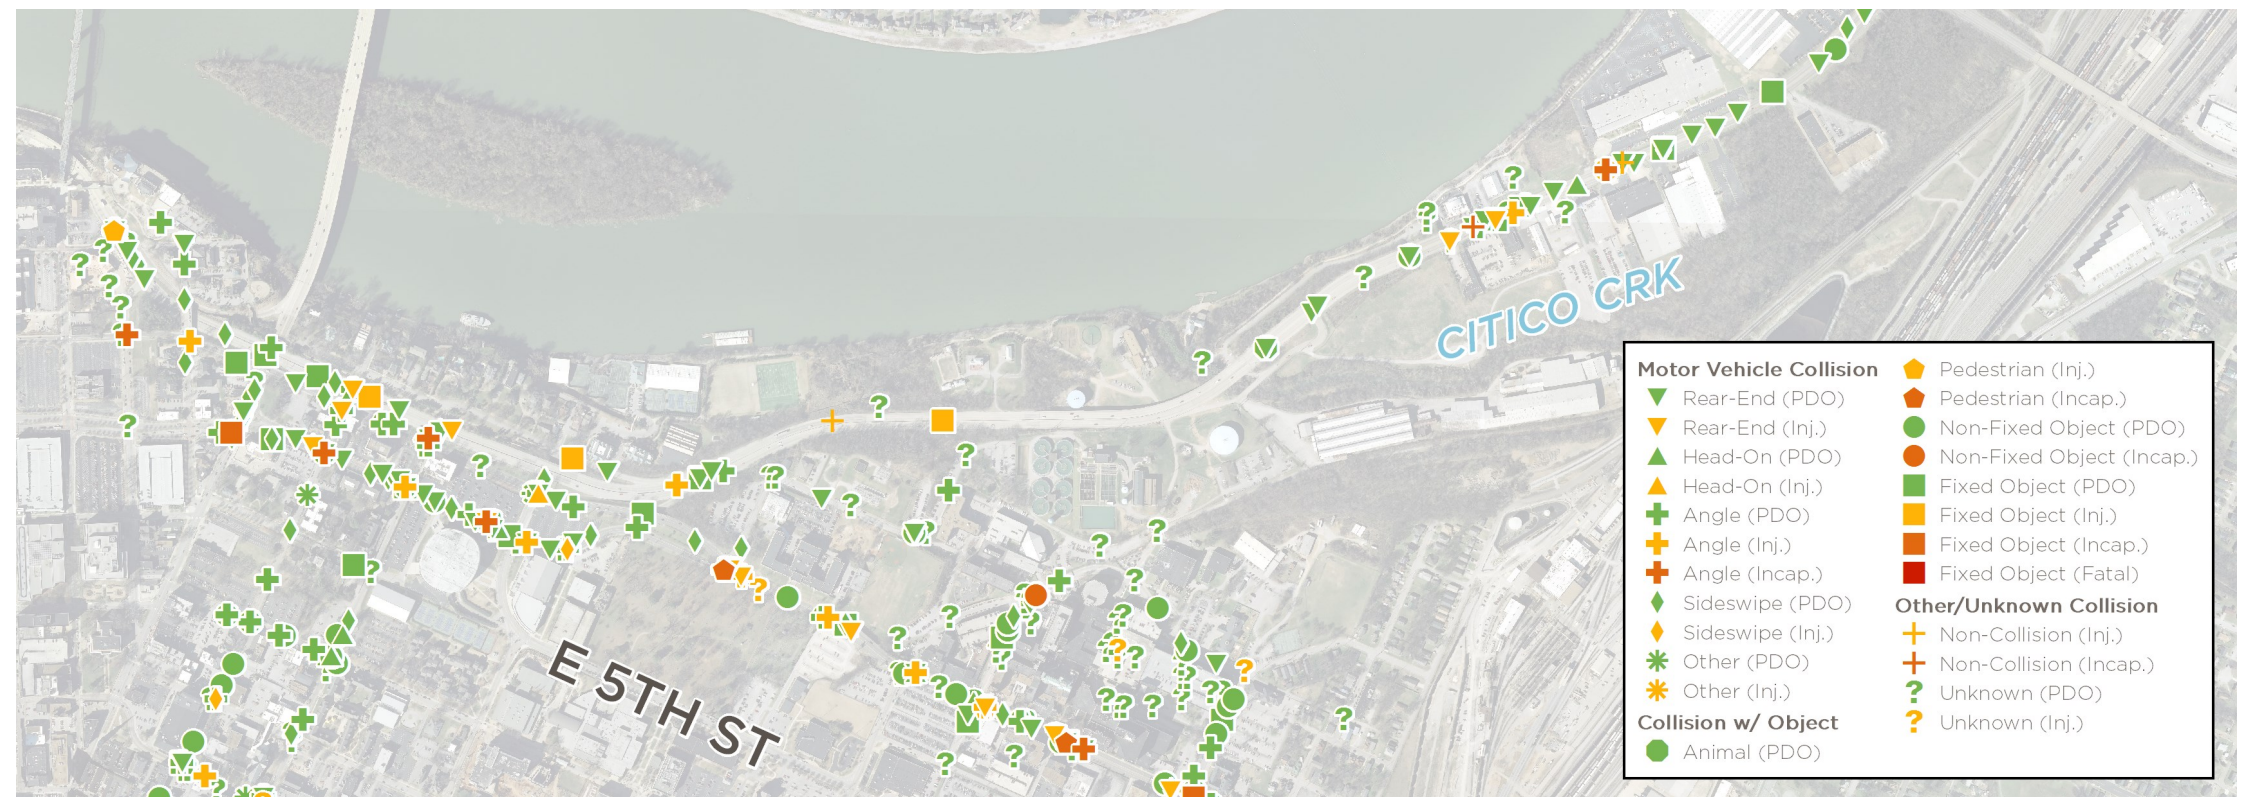 CITICO CRK
E 5TH ST
Motor Vehicle Collision
Rear-End (PDO)
Rear-End (Inj.)
Head-On (PDO)
Head-On (Inj.)
Angle (PDO)
Angle (Inj.)
Angle (Incap.)
Sideswipe (PDO)
Sideswipe (Inj.)
Other (PDO)
Other (Inj.)
Collision w/ Object
Animal (PDO)
Pedestrian (Inj.)
Pedestrian (Incap.)
Non-Fixed Object (PDO)
Non-Fixed Object (Incap.)
Fixed Object (PDO)
Fixed Object (Inj.)
Fixed Object (Incap.)
Fixed Object (Fatal)
Other/Unknown Collision
Non-Collision (Inj.)
Non-Collision (Incap.)
Unknown (PDO)
Unknown (Inj.)